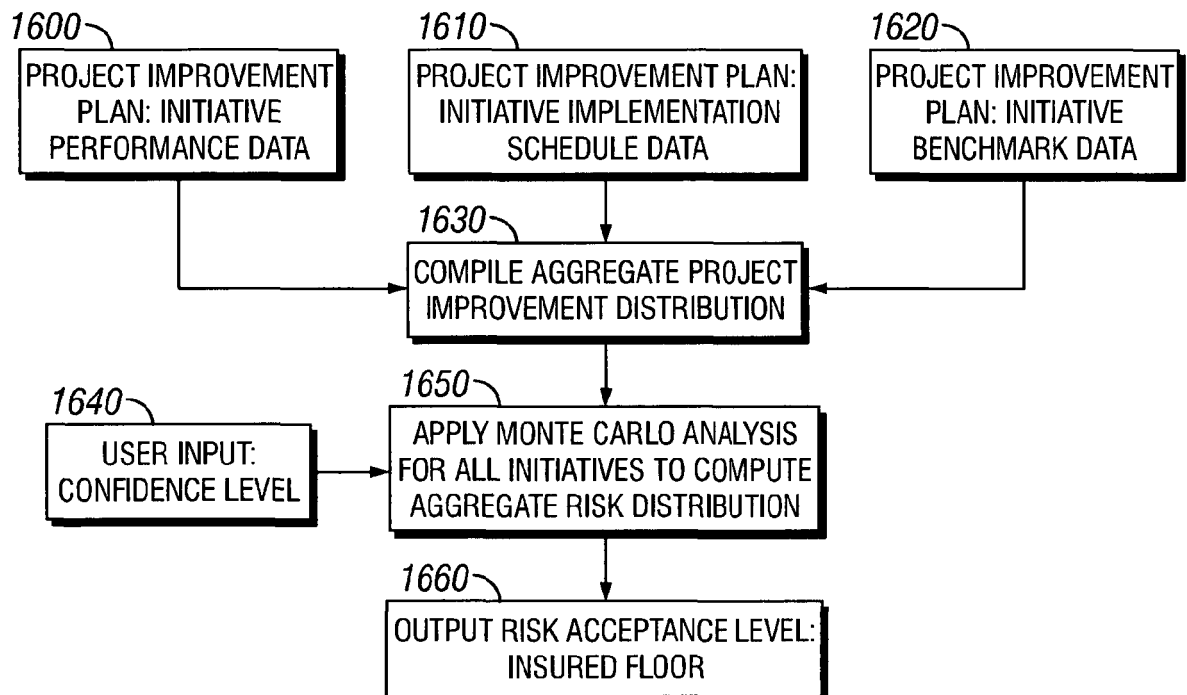 1600
PROJECT IMPROVEMENT
PLAN: INITIATIVE
PERFORMANCE DATA
1610
PROJECT IMPROVEMENT PLAN:
INITIATIVE IMPLEMENTATION
SCHEDULE DATA
1620
PROJECT IMPROVEMENT
PLAN: INITIATIVE
BENCHMARK DATA
1630
COMPILE AGGREGATE PROJECT
IMPROVEMENT DISTRIBUTION
1640
USER INPUT:
CONFIDENCE LEVEL
1650
APPLY MONTE CARLO ANALYSIS
FOR ALL INITIATIVES TO COMPUTE
AGGREGATE RISK DISTRIBUTION
1660
OUTPUT RISK ACCEPTANCE LEVEL:
INSURED FLOOR